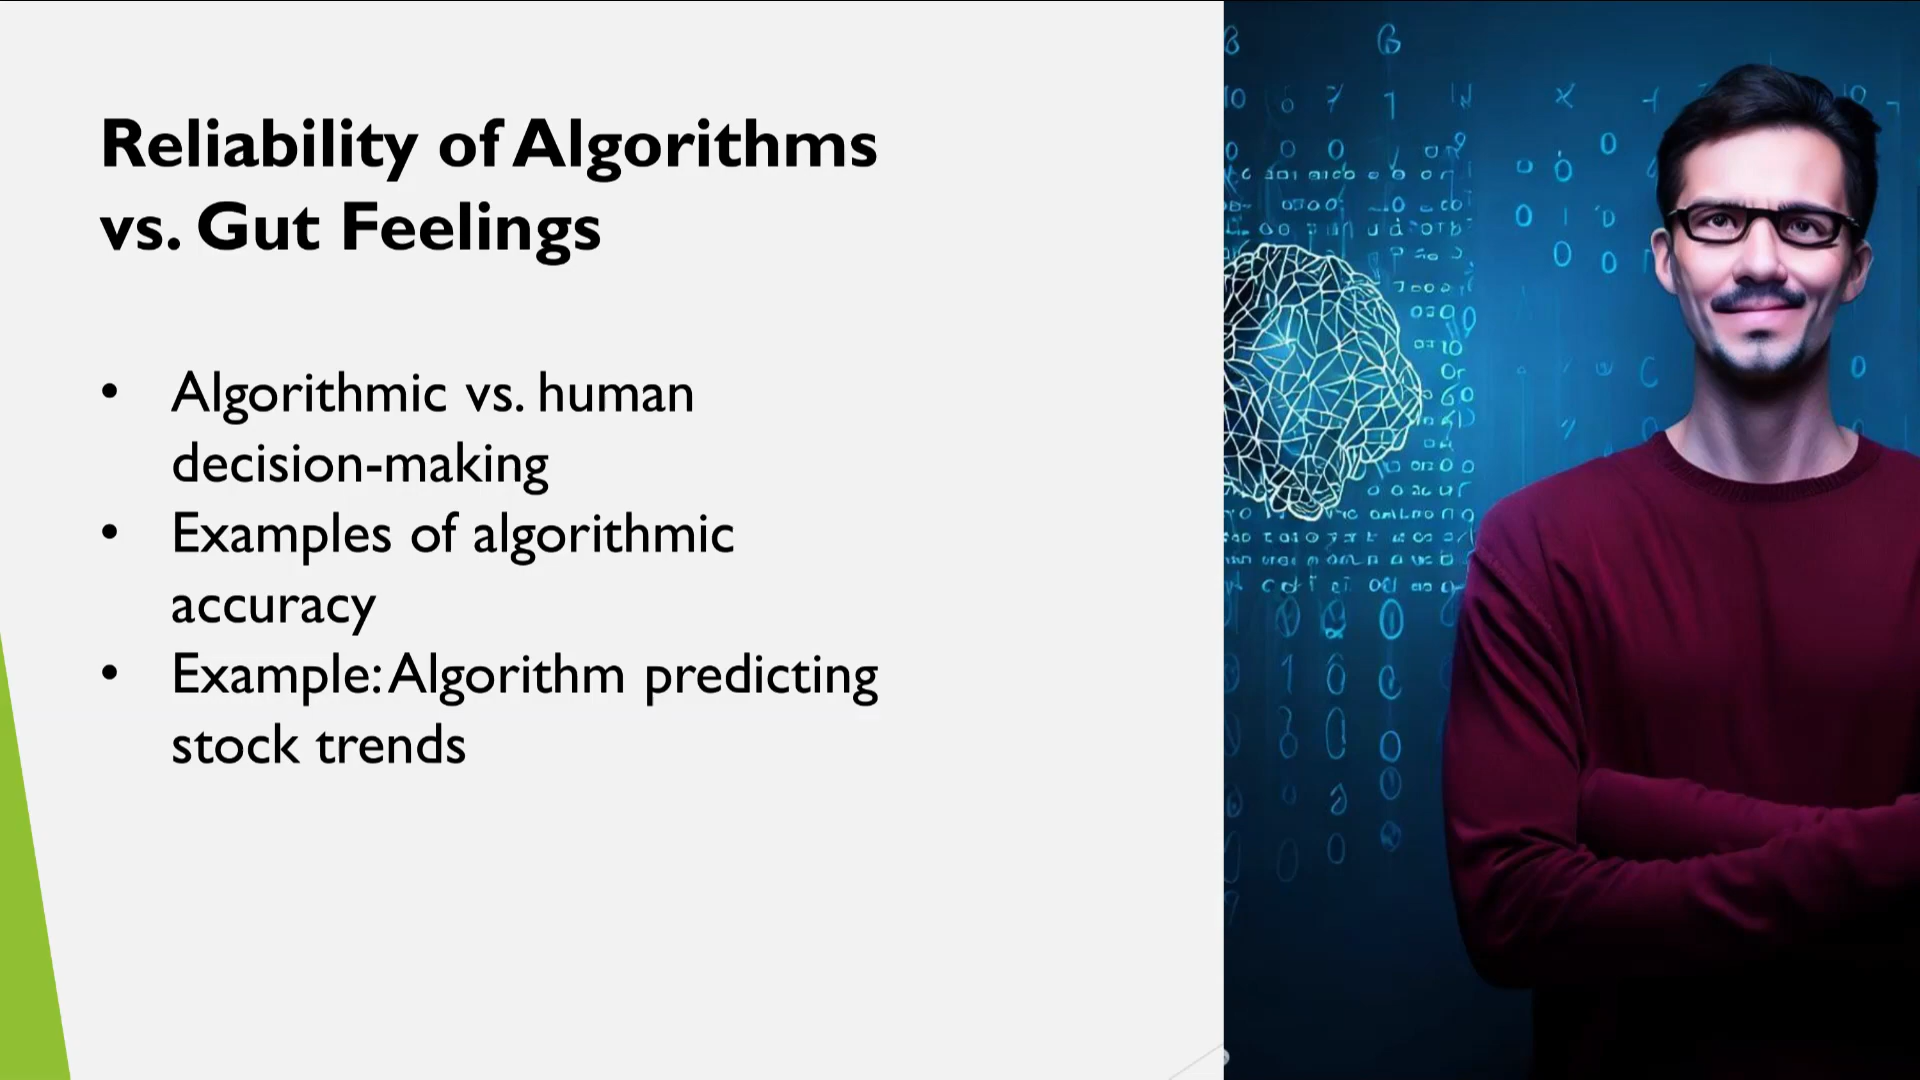 Reliability of Algorithms
vs. Gut Feelings
• Algorithmic vs. human
decision-making
• Examples of algorithmic
accuracy
• Example: Algorithm predicting
stock trends